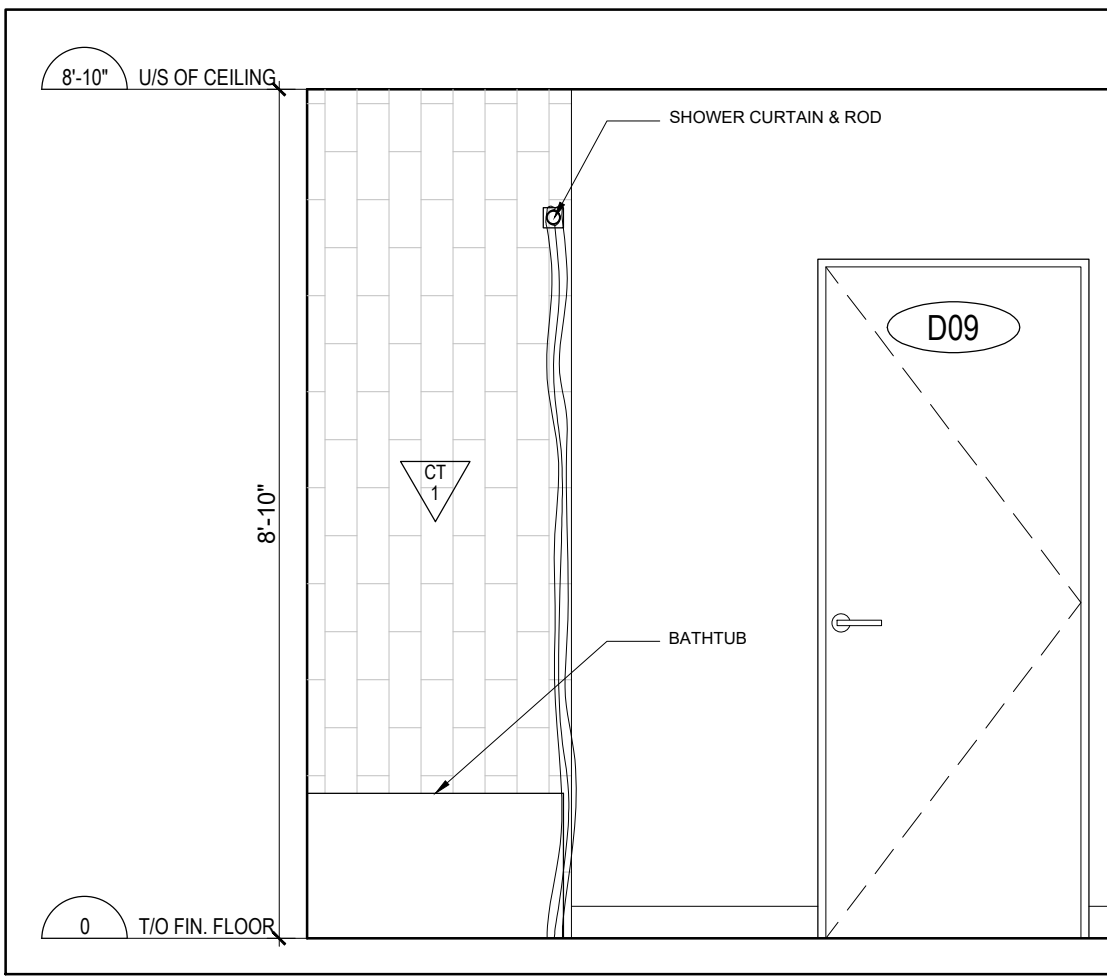 8'-10" U/S OF CEILING
SHOWER CURTAIN & ROD
D09
CT
1
8'-10"
BATHTUB
0 T/O FIN. FLOOR